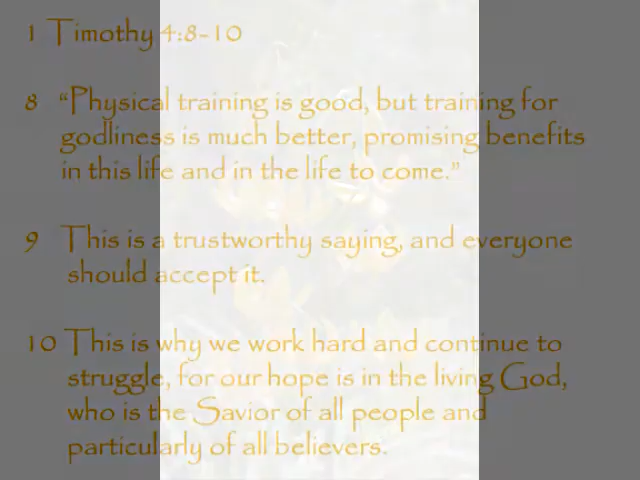 1 Timothy 4:8-10
8 “Physical training is good, but training for
godliness is much better, promising benefits
in this life and in the life to come.”
9 This is a trustworthy saying, and everyone
should accept it.
10 This is why we work hard and continue to
struggle, for our hope is in the living God,
who is the Savior of all people and
particularly of all believers.